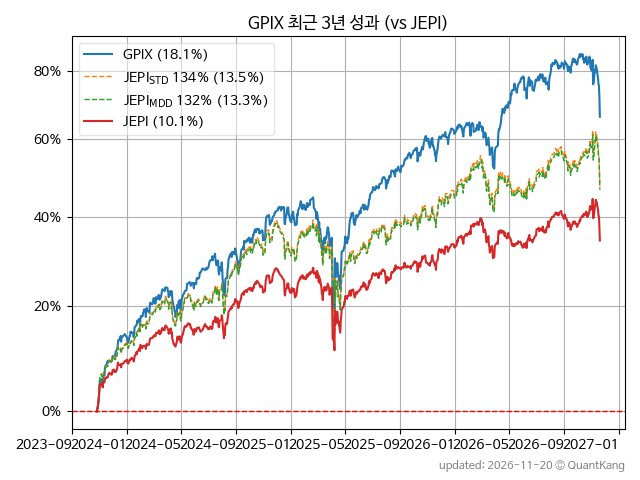 GPIX 최근 3년 성과 (vs JEPI)
GPIX (18.1%)
JEPI_STD 134% (13.5%)
JEPI_MDD 132% (13.3%)
JEPI (10.1%)
80%
60%
40%
20%
0%
2023-09 2024-01 2024-05 2024-09 2025-01 2025-05 2025-09 2026-01 2026-05 2026-09 2027-01
updated: 2026-11-20 © QuantKang